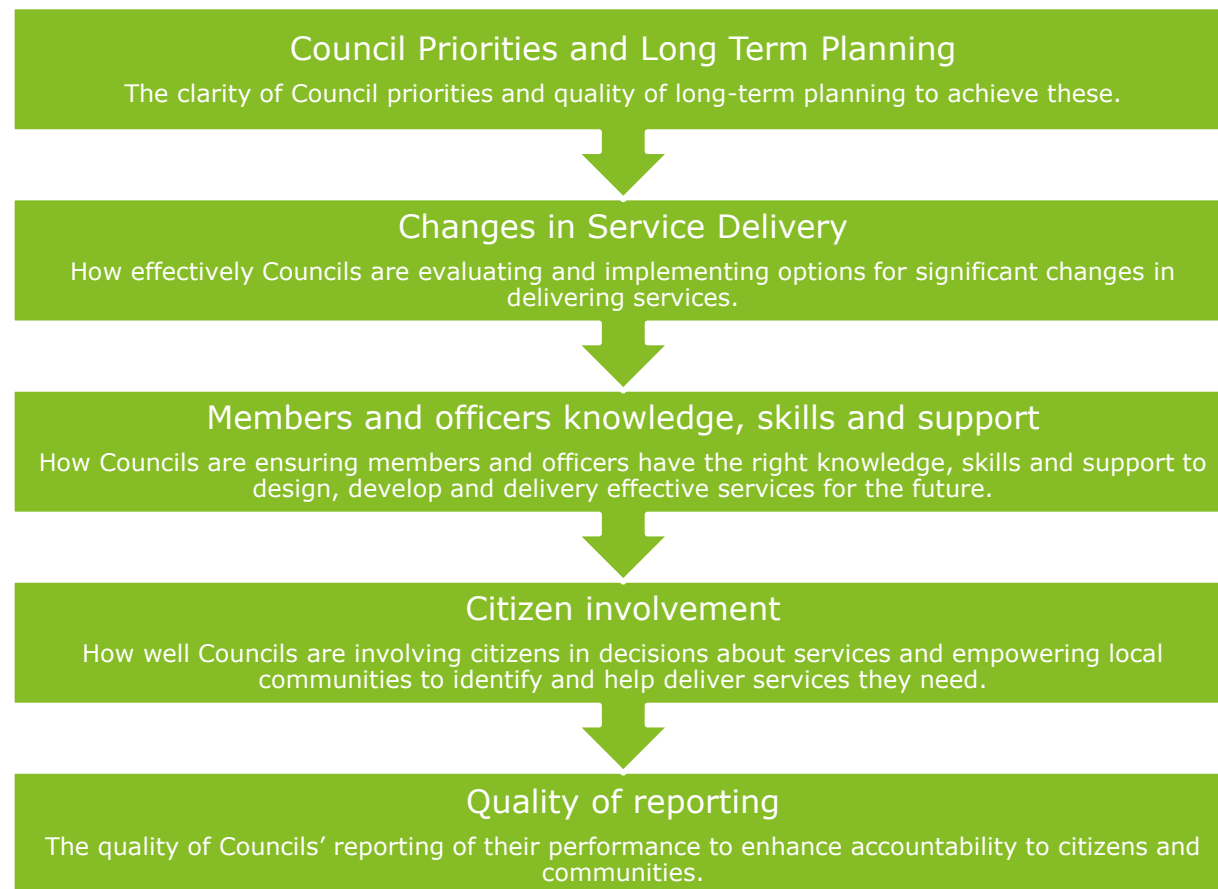 Council Priorities and Long Term Planning
The clarity of Council priorities and quality of long-term planning to achieve these.
Changes in Service Delivery
How effectively Councils are evaluating and implementing options for significant changes in
delivering services.
Members and officers knowledge, skills and support
How Councils are ensuring members and officers have the right knowledge, skills and support to
design, develop and delivery effective services for the future.
Citizen involvement
How well Councils are involving citizens in decisions about services and empowering local
communities to identify and help deliver services they need.
Quality of reporting
The quality of Councils’ reporting of their performance to enhance accountability to citizens and
communities.